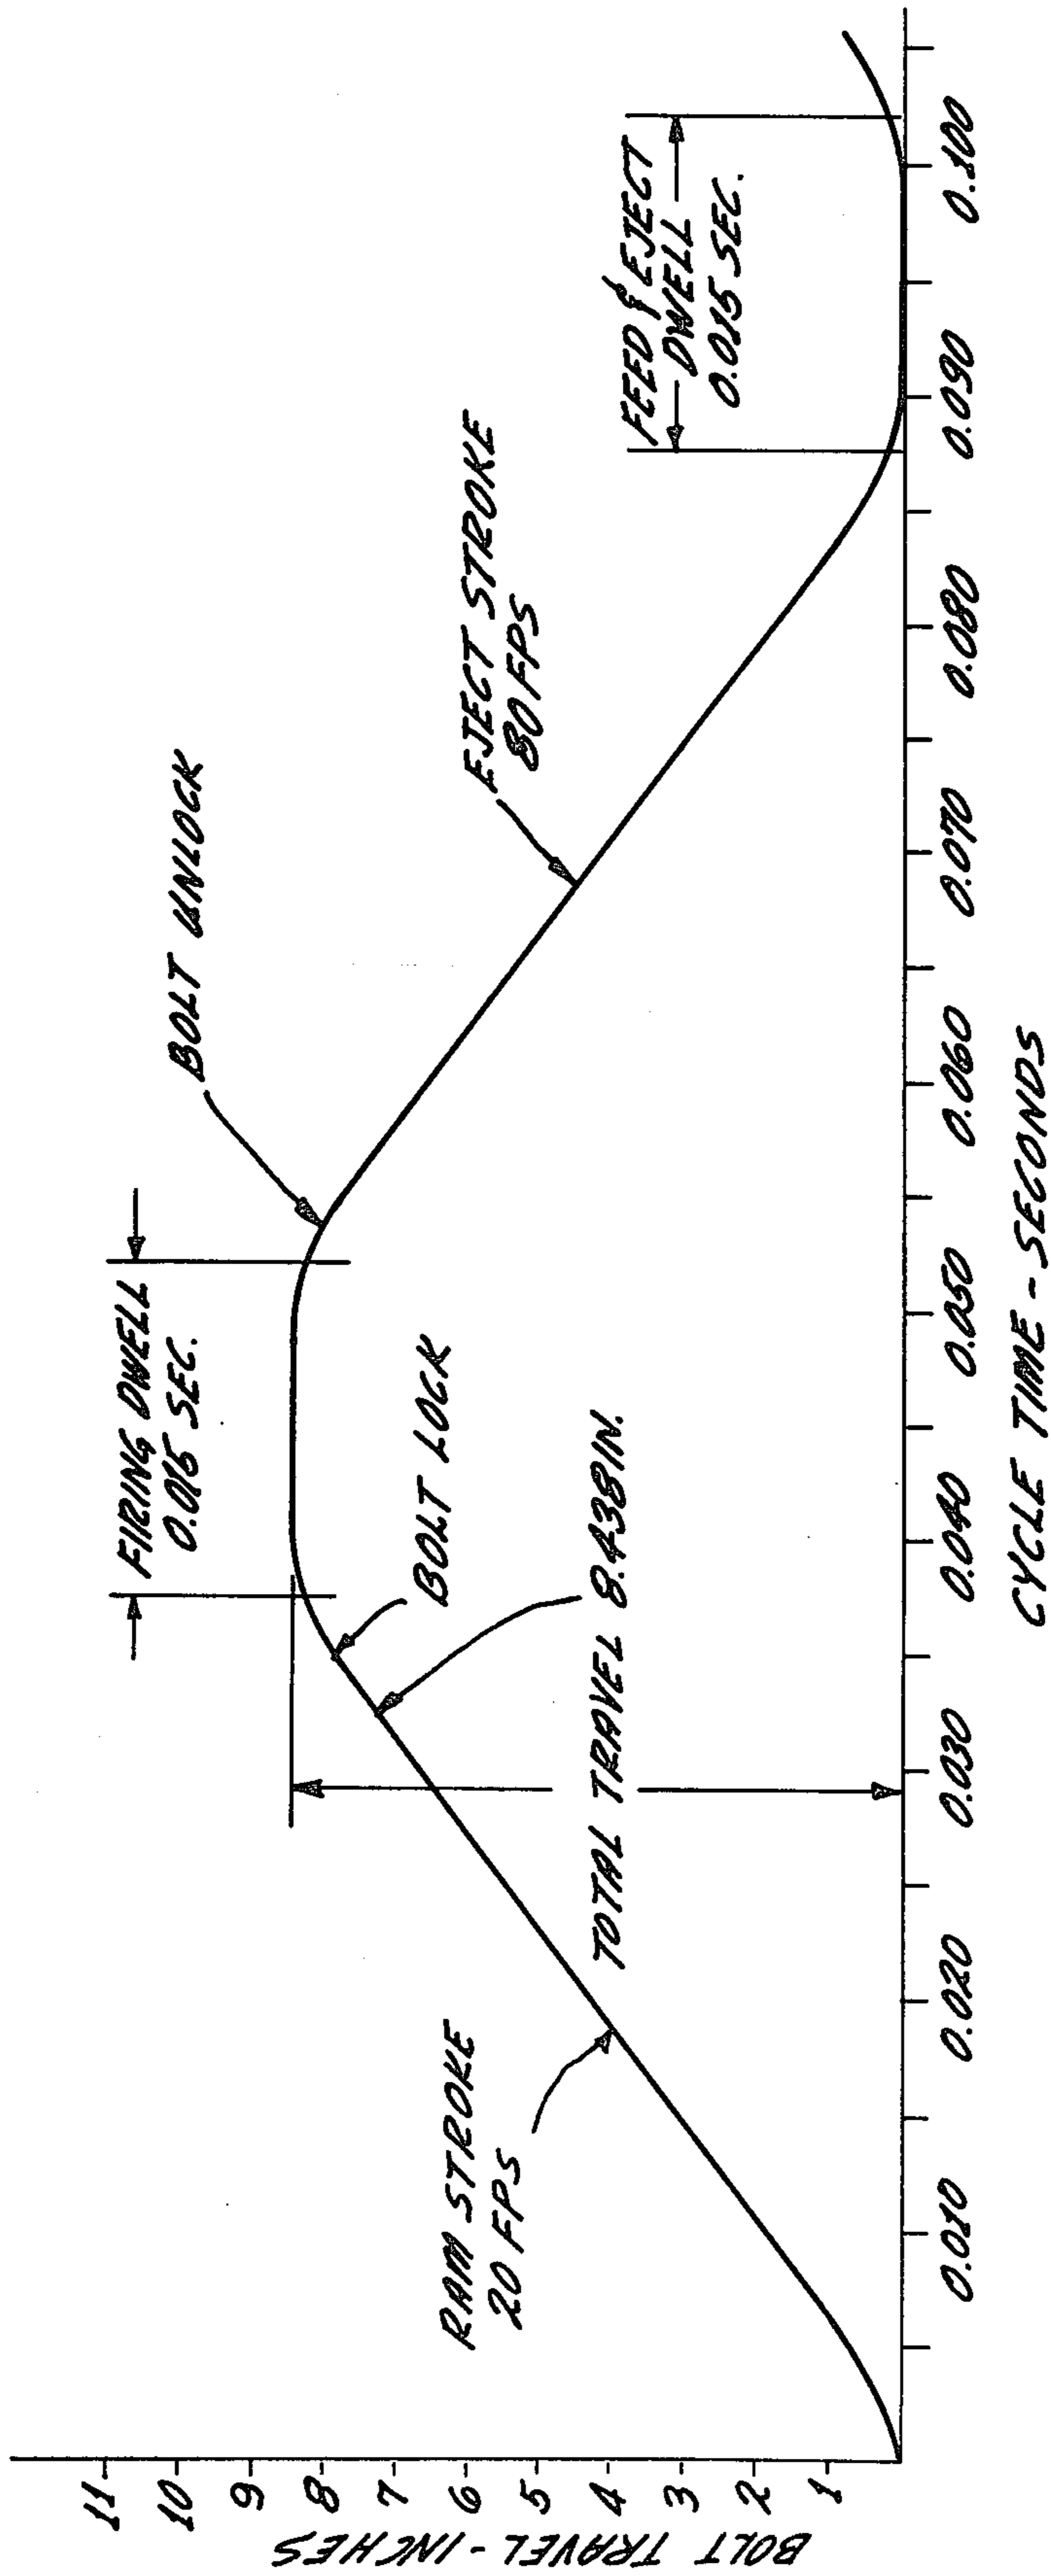 BOLT TRAVEL - INCHES
11
10
9
8
7
6
5
4
3
2
1
FIRING DWELL
0.015 SEC.
BOLT UNLOCK
BOLT LOCK
RAM STROKE
20 FPS
TOTAL TRAVEL 8.438 IN.
EJECT STROKE
80 FPS
FEED & EJECT
DWELL
0.015 SEC.
0.010
0.020
0.030
0.040
0.050
0.060
0.070
0.080
0.090
0.100
CYCLE TIME - SECONDS